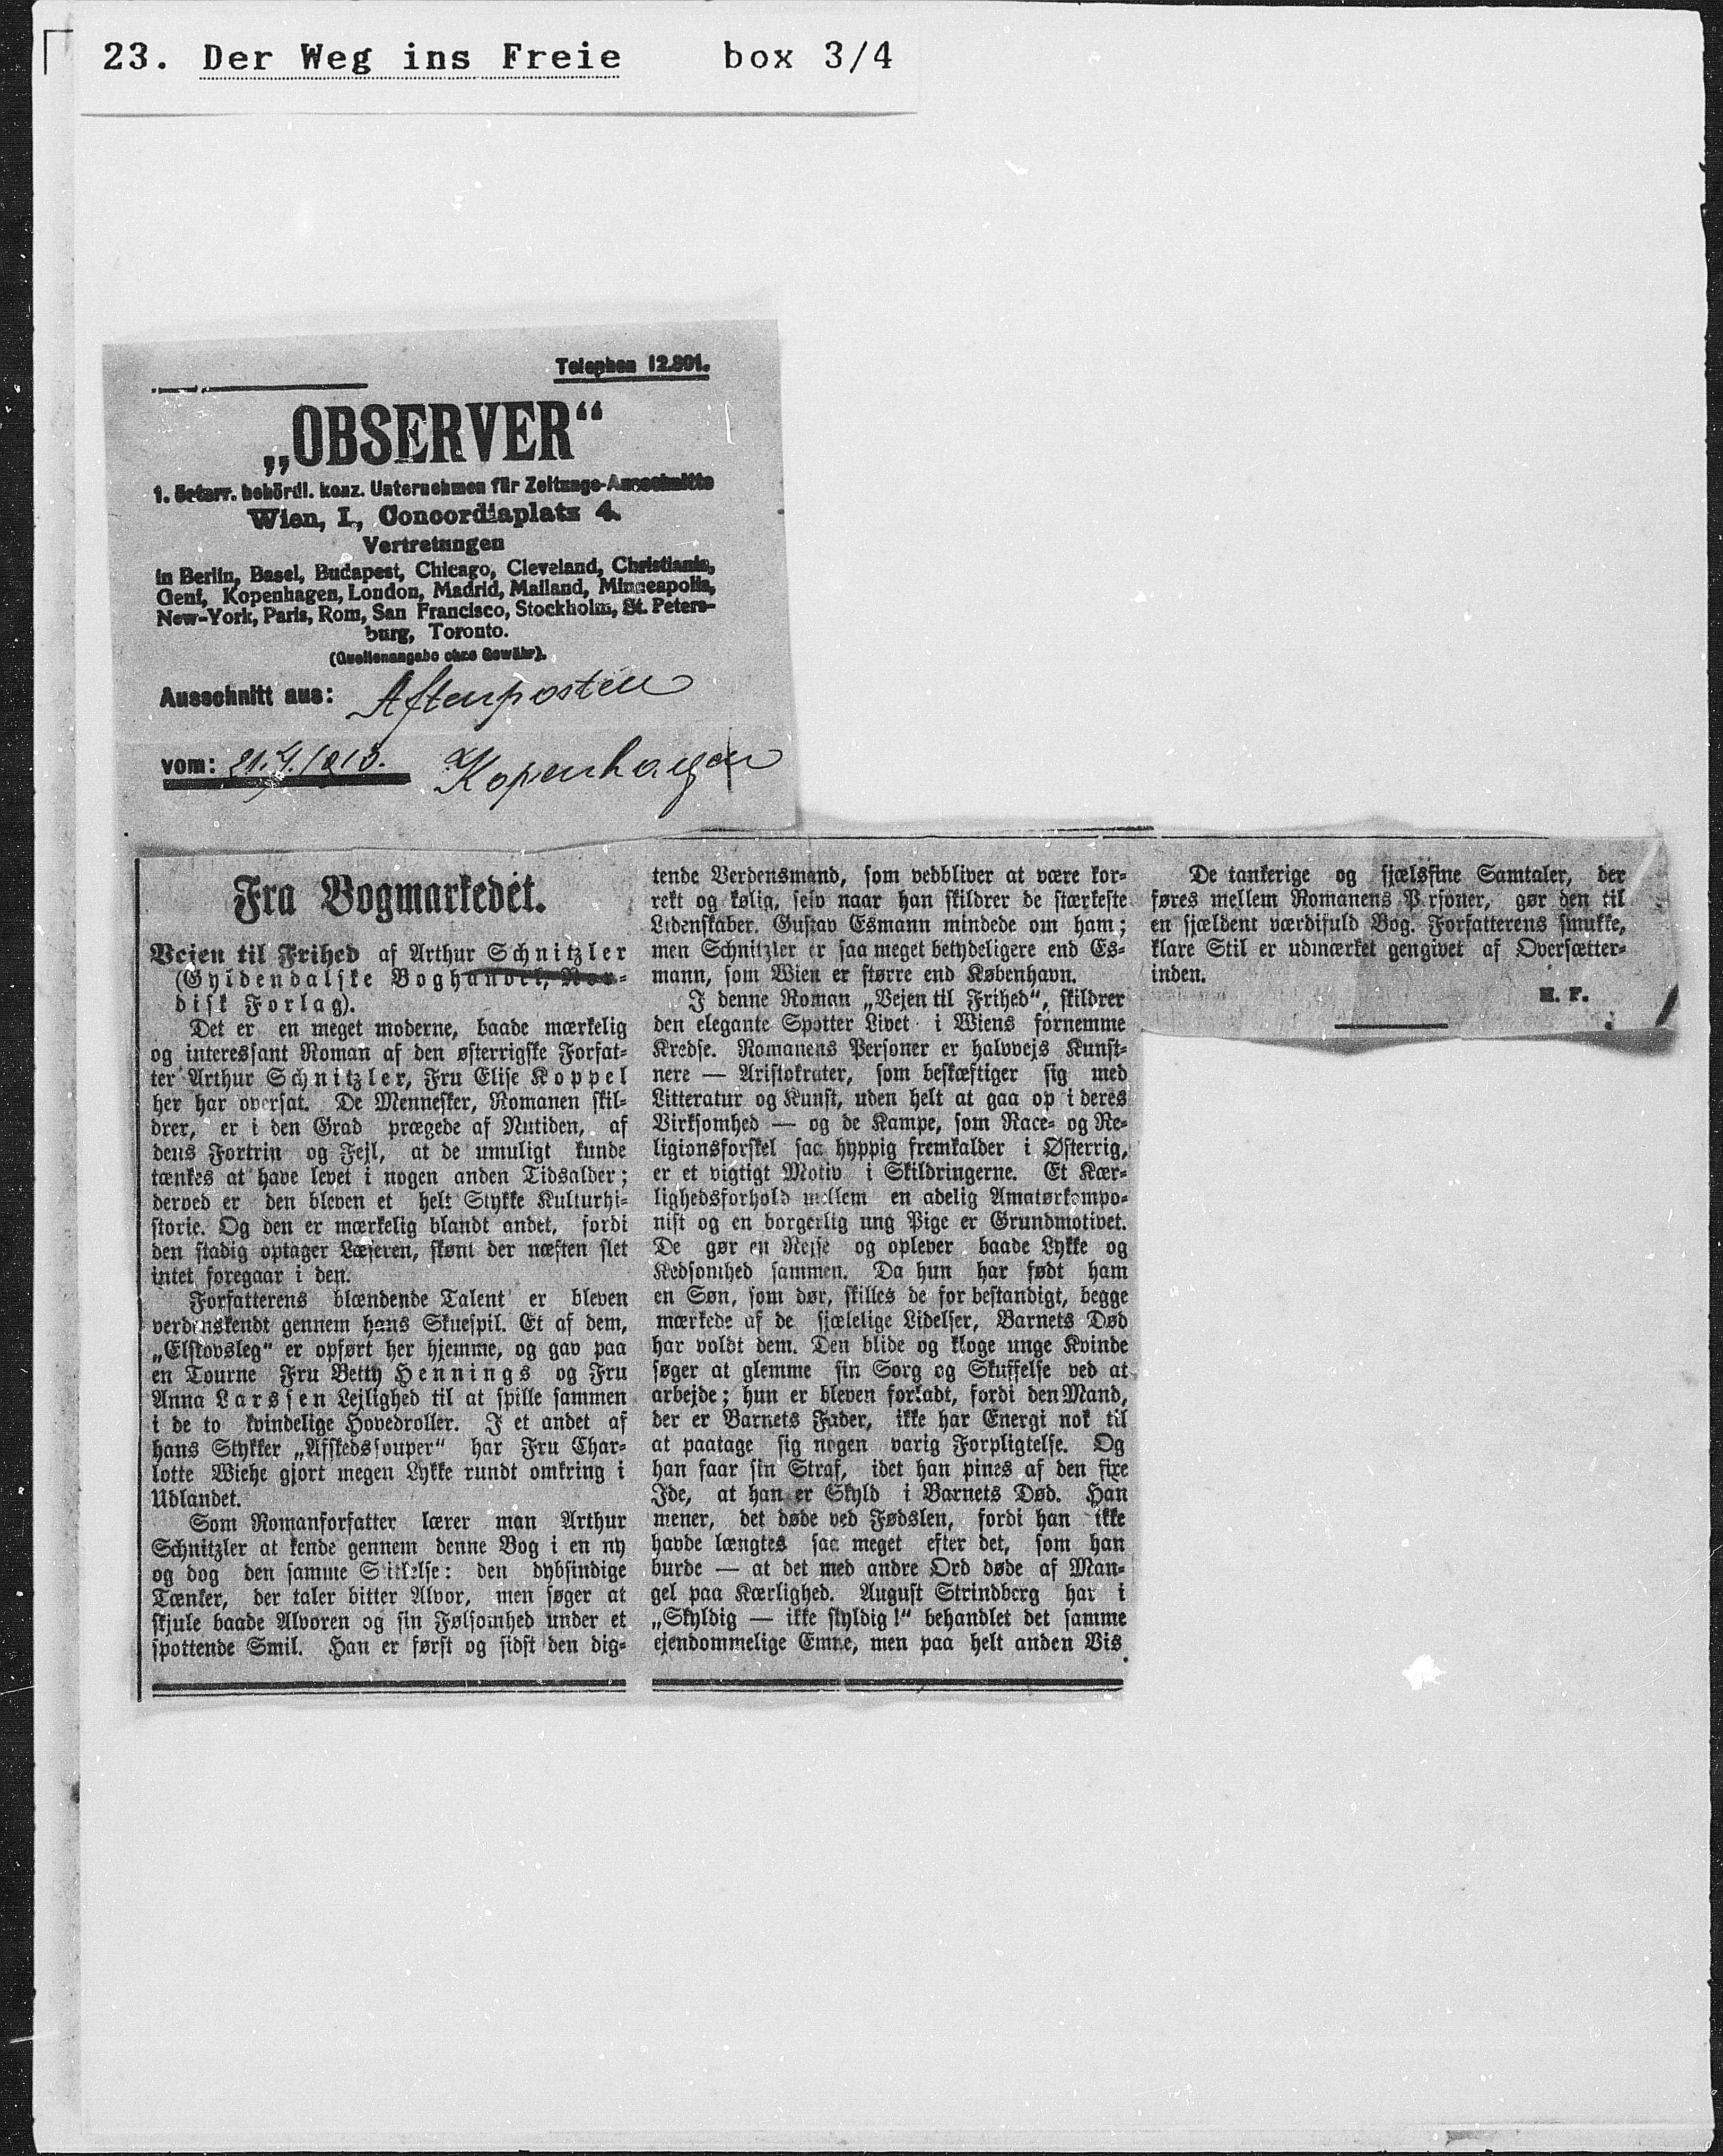 23. Der Weg ins Freie box 3/4
Telephon 12.801.
„OBSERVER“
1. österr. behördl. konz. Unternehmen für Zeitungs-Ausschnitte
Wien, I., Concordiaplatz 4.
Vertretungen
in Berlin, Basel, Budapest, Chicago, Cleveland, Christiania,
Genf, Kopenhagen, London, Madrid, Mailand, Minneapolis,
New-York, Paris, Rom, San Francisco, Stockholm, St. Peters-
burg, Toronto.
(Quellenangabe ohne Gewähr).
Ausschnitt aus: Aftenposten
vom: 21.4.1913. Kopenhagen
Fra Bogmarkedet.
Vejen til Frihed af Arthur Schnitzler
(Gyldendalske Boghandel, Nor-
disk Forlag).
Det er en meget moderne, baade mærkelig
og interessant Roman af den østerrigske Forfat-
ter Arthur Schnitzler, Fru Elise Koppel
her har oversat. De Mennesker, Romanen skil-
drer, er i den Grad prægede af Nutiden, af
dens Fortrin og Fejl, at de umuligt kunde
tænkes at have levet i nogen anden Tidsalder;
derved er den bleven et helt Stykke Kulturhi-
storie. Og den er mærkelig blandt andet, fordi
den stadig optager Læseren, skønt der næsten slet
intet foregaar i den.
Forfatterens blændende Talent er bleven
verdenskendt gennem hans Skuespil. Et af dem,
„Elskovsleg“ er opført her hjemme, og gav paa
en Tourne Fru Betty Hennings og Fru
Anna Larssen Lejlighed til at spille sammen
i de to kvindelige Hovedroller. I et andet af
hans Stykker „Afskedssouper“ har Fru Char-
lotte Wiehe gjort megen Lykke rundt omkring i
Udlandet.
Som Romanforfatter lærer man Arthur
Schnitzler at kende gennem denne Bog i en ny
og dog den samme Skikkelse: den dybsindige
Tænker, der taler bitter Alvor, men søger at
skjule baade Alvoren og sin Følsomhed under et
spottende Smil. Han er først og sidst den dig-
tende Verdensmand, som vedbliver at være kor-
rekt og kølig, selv naar han skildrer de stærkeste
Lidenskaber. Gustav Esmann mindede om ham;
men Schnitzler er saa meget betydeligere end Es-
mann, som Wien er større end København.
I denne Roman „Vejen til Frihed“, skildrer
den elegante Spotter Livet i Wiens fornemme
Kredse. Romanens Personer er halvvejs Kunst-
nere — Aristokrater, som beskæftiger sig med
Litteratur og Kunst, uden helt at gaa op i deres
Virksomhed — og de Kampe, som Race- og Re-
ligionsforskel saa hyppig fremkalder i Østerrig,
er et vigtigt Motiv i Skildringerne. Et Kær-
lighedsforhold mellem en adelig Amatørkompo-
nist og en borgerlig ung Pige er Grundmotivet.
De gør en Rejse og oplever baade Lykke og
Kedsomhed sammen. Da hun har født ham
en Søn, som dør, skilles de for bestandigt, begge
mærkede af de sjælelige Lidelser, Barnets Død
har voldt dem. Den blide og kloge unge Kvinde
søger at glemme sin Sorg og Skuffelse ved at
arbejde; hun er bleven forladt, fordi den Mand,
der er Barnets Fader, ikke har Energi nok til
at paatage sig nogen varig Forpligtelse. Og
han faar sin Straf, idet han pines af den fixe
Ide, at han er Skyld i Barnets Død. Han
mener, det døde ved Fødslen, fordi han ikke
havde længtes saa meget efter det, som han
burde — at det med andre Ord døde af Man-
gel paa Kærlighed. August Strindberg har i
„Skyldig — ikke skyldig!“ behandlet det samme
ejendommelige Emne, men paa helt anden Vis.
De tankerige og sjælsfine Samtaler, der
føres mellem Romanens Personer, gør den til
en sjældent værdifuld Bog. Forfatterens smukke,
klare Stil er udmærket gengivet af Oversætter-
inden.
H. F.